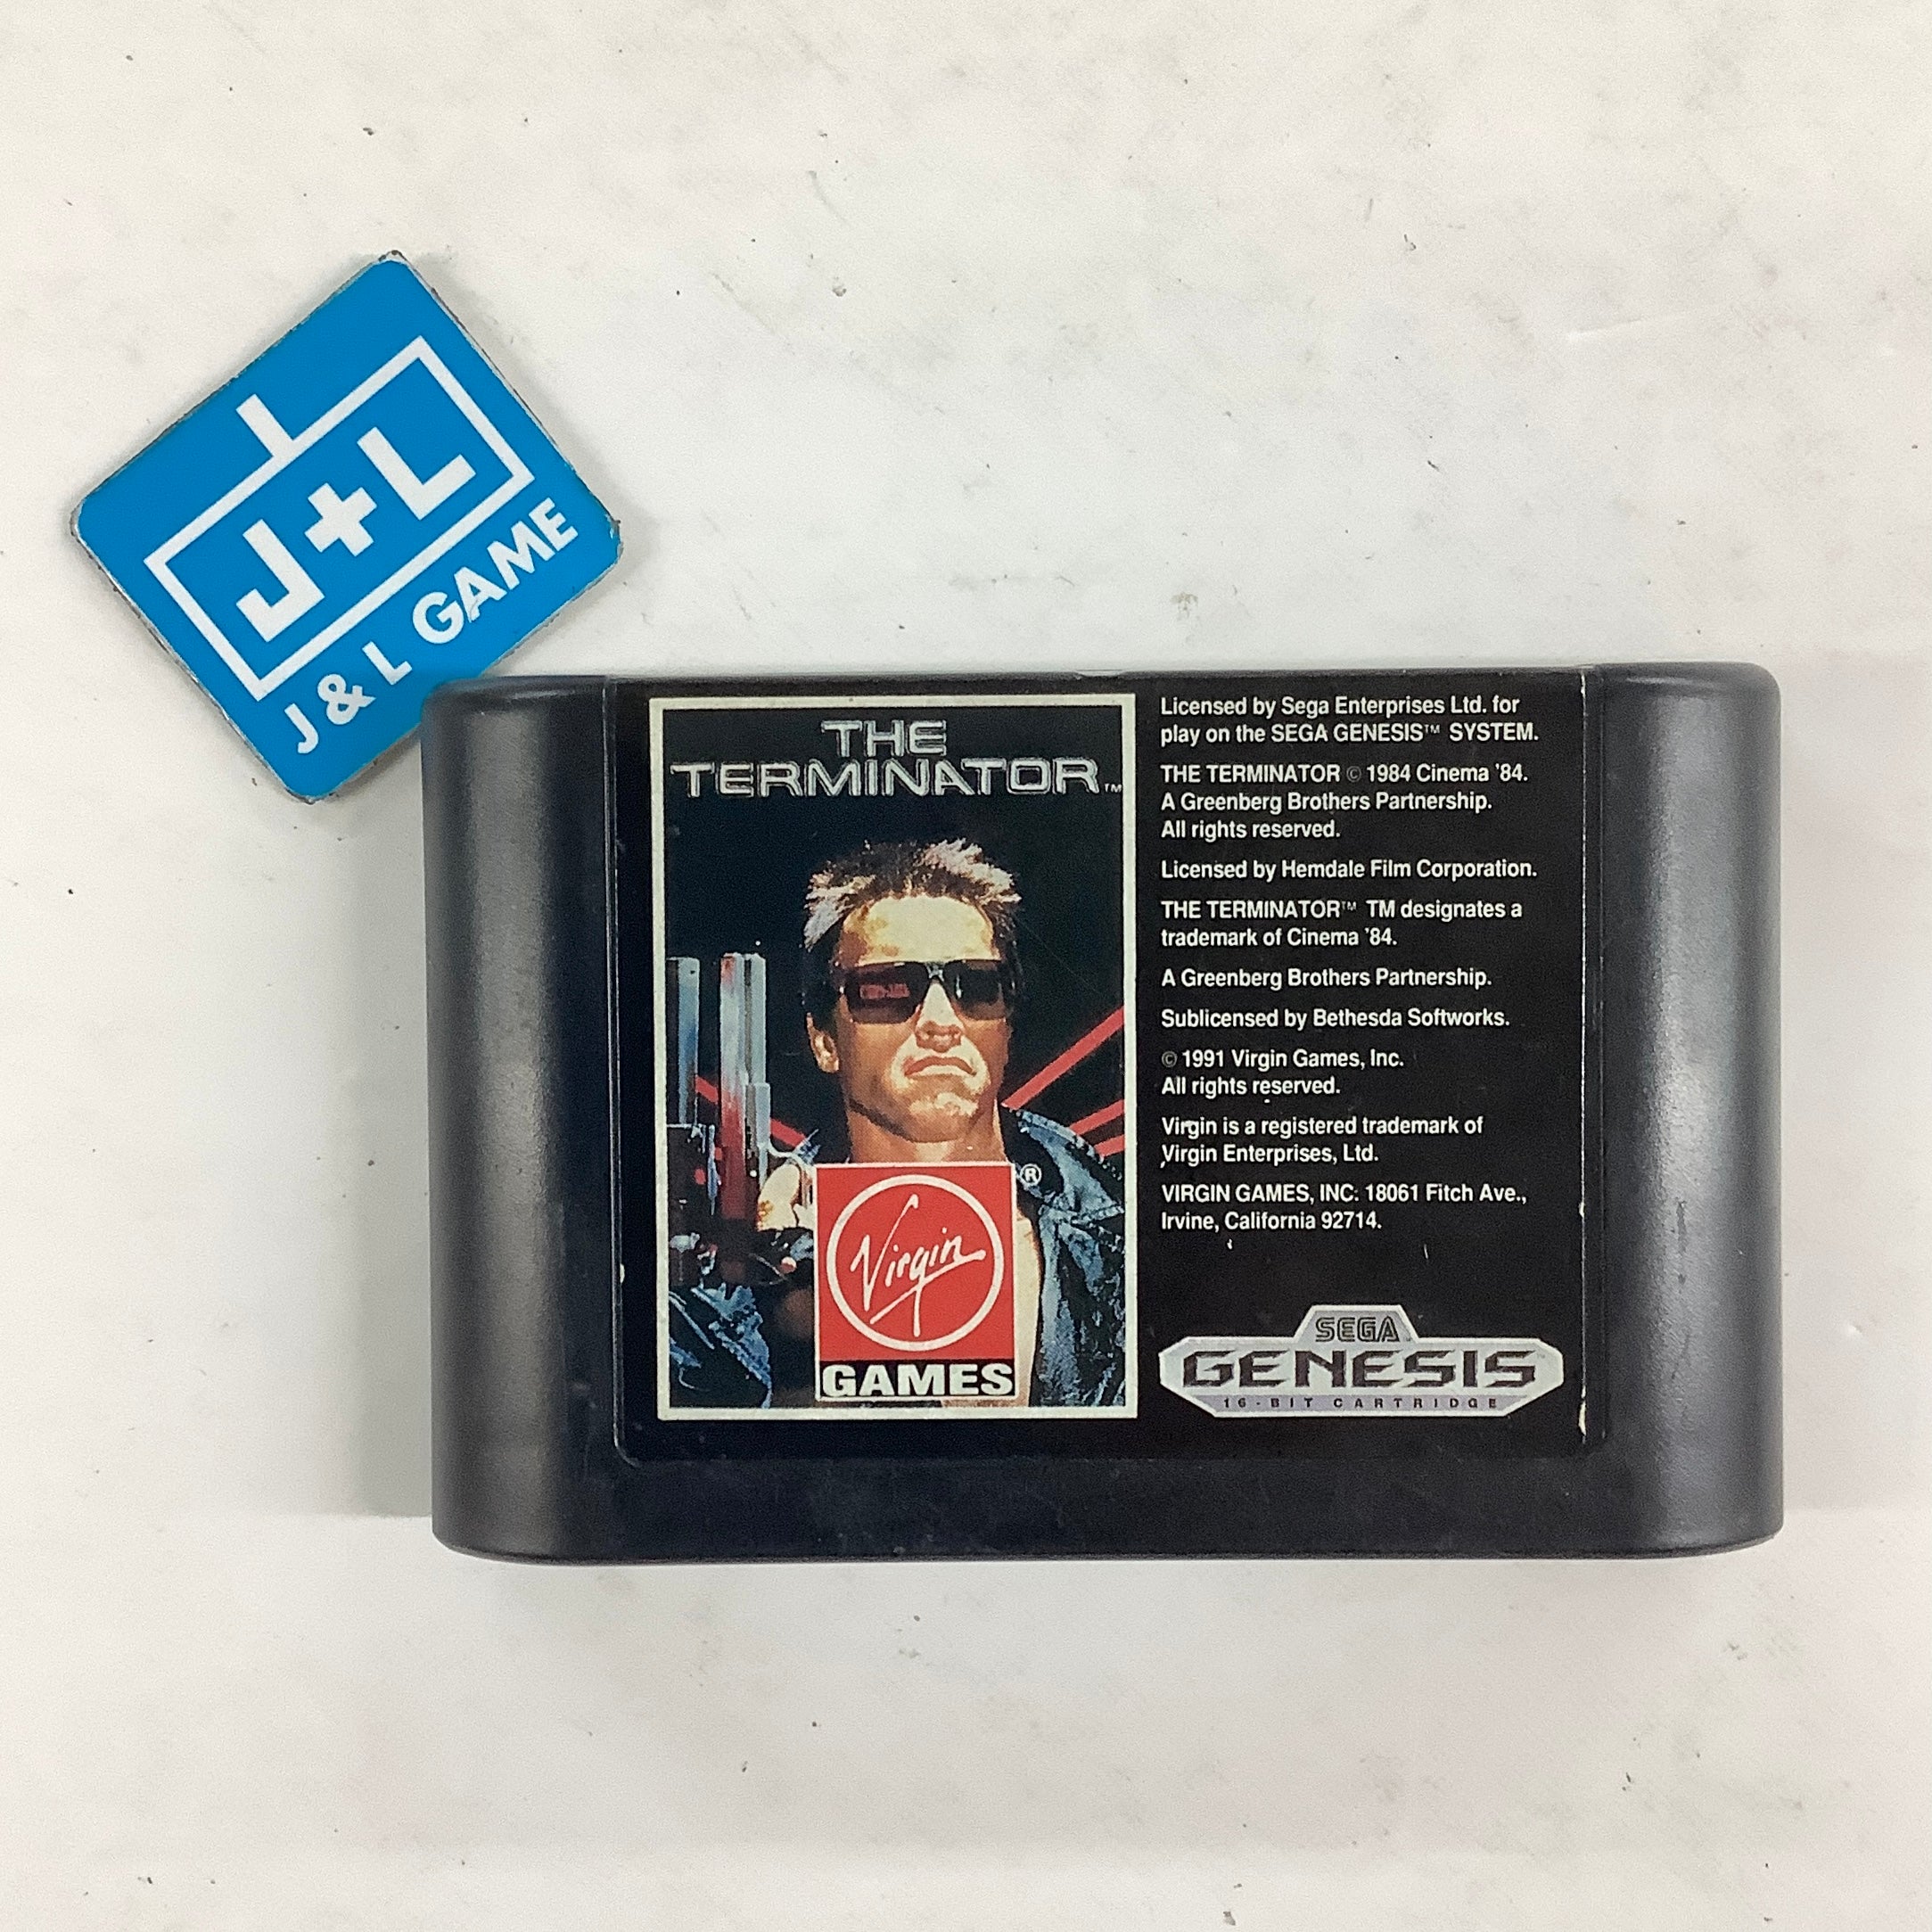 J+L
J & L GAME
THE
TERMINATOR™
Virgin®
GAMES
Licensed by Sega Enterprises Ltd. for
play on the SEGA GENESIS™ SYSTEM.
THE TERMINATOR © 1984 Cinema '84.
A Greenberg Brothers Partnership.
All rights reserved.
Licensed by Hemdale Film Corporation.
THE TERMINATOR™ TM designates a
trademark of Cinema '84.
A Greenberg Brothers Partnership.
Sublicensed by Bethesda Softworks.
© 1991 Virgin Games, Inc.
All rights reserved.
Virgin is a registered trademark of
Virgin Enterprises, Ltd.
VIRGIN GAMES, INC. 18061 Fitch Ave.,
Irvine, California 92714.
SEGA
GENESIS
16-BIT CARTRIDGE